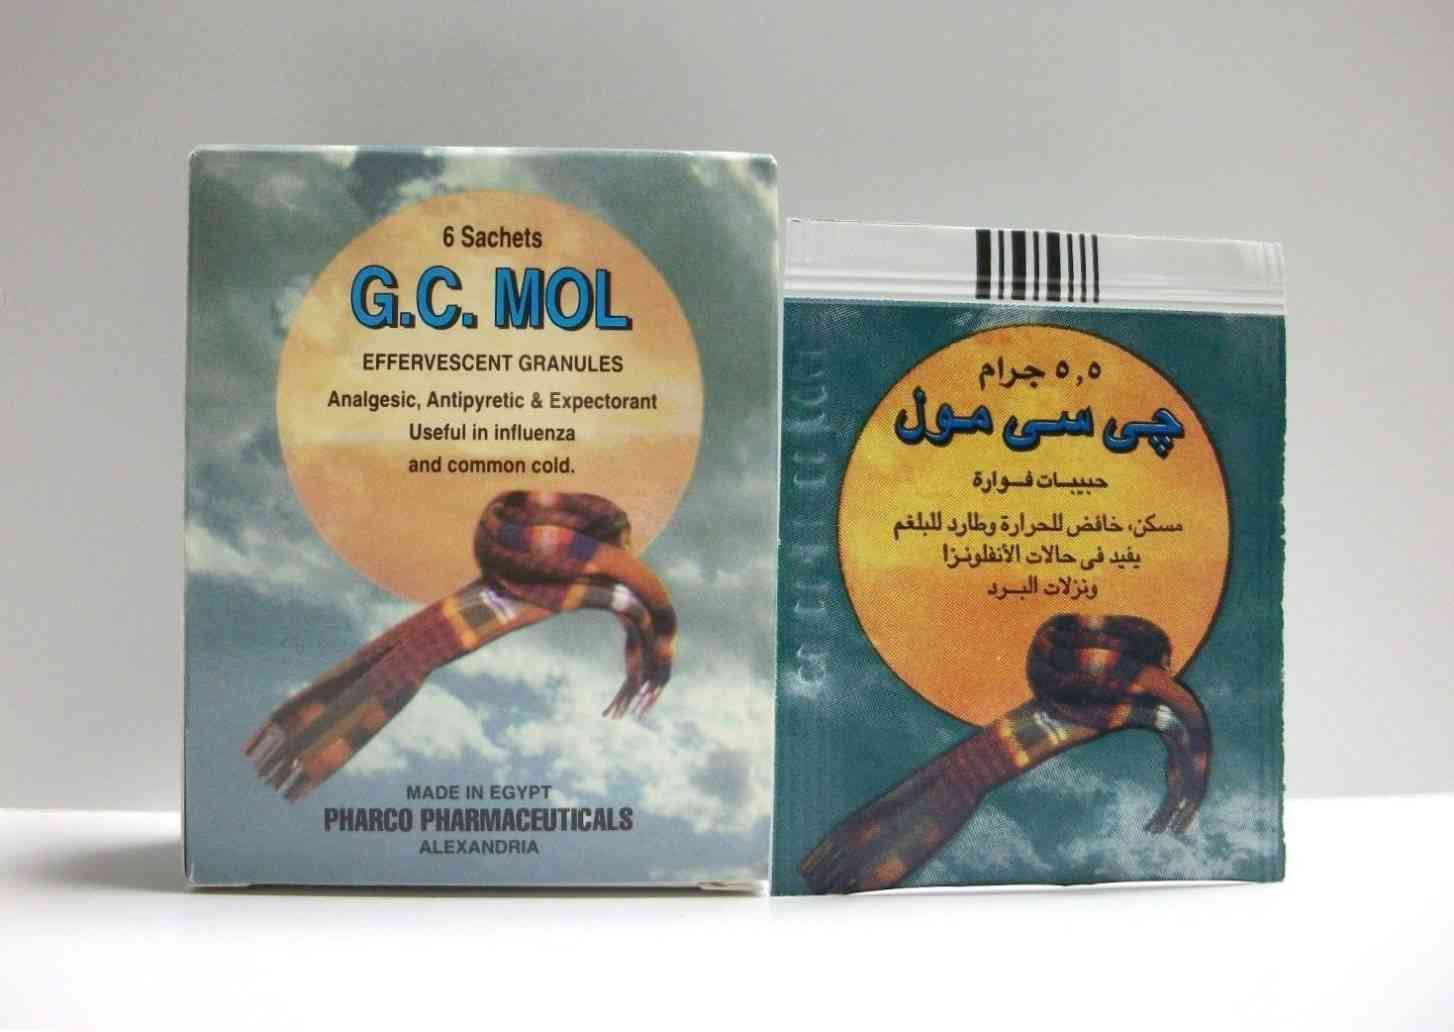 6 Sachets
G.C. MOL
EFFERVESCENT GRANULES
Analgesic, Antipyretic & Expectorant
Useful in influenza
and common cold.
MADE IN EGYPT
PHARCO PHARMACEUTICALS
ALEXANDRIA
٥,٥ جرام
چى سى مول
حبيبات فوارة
مسكن، خافض للحرارة وطارد للبلغم
يفيد فى حالات الأنفلونزا
ونزلات البرد